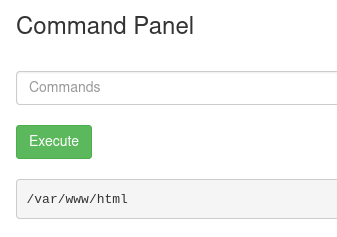 Command Panel
Commands
Execute
/var/www/html